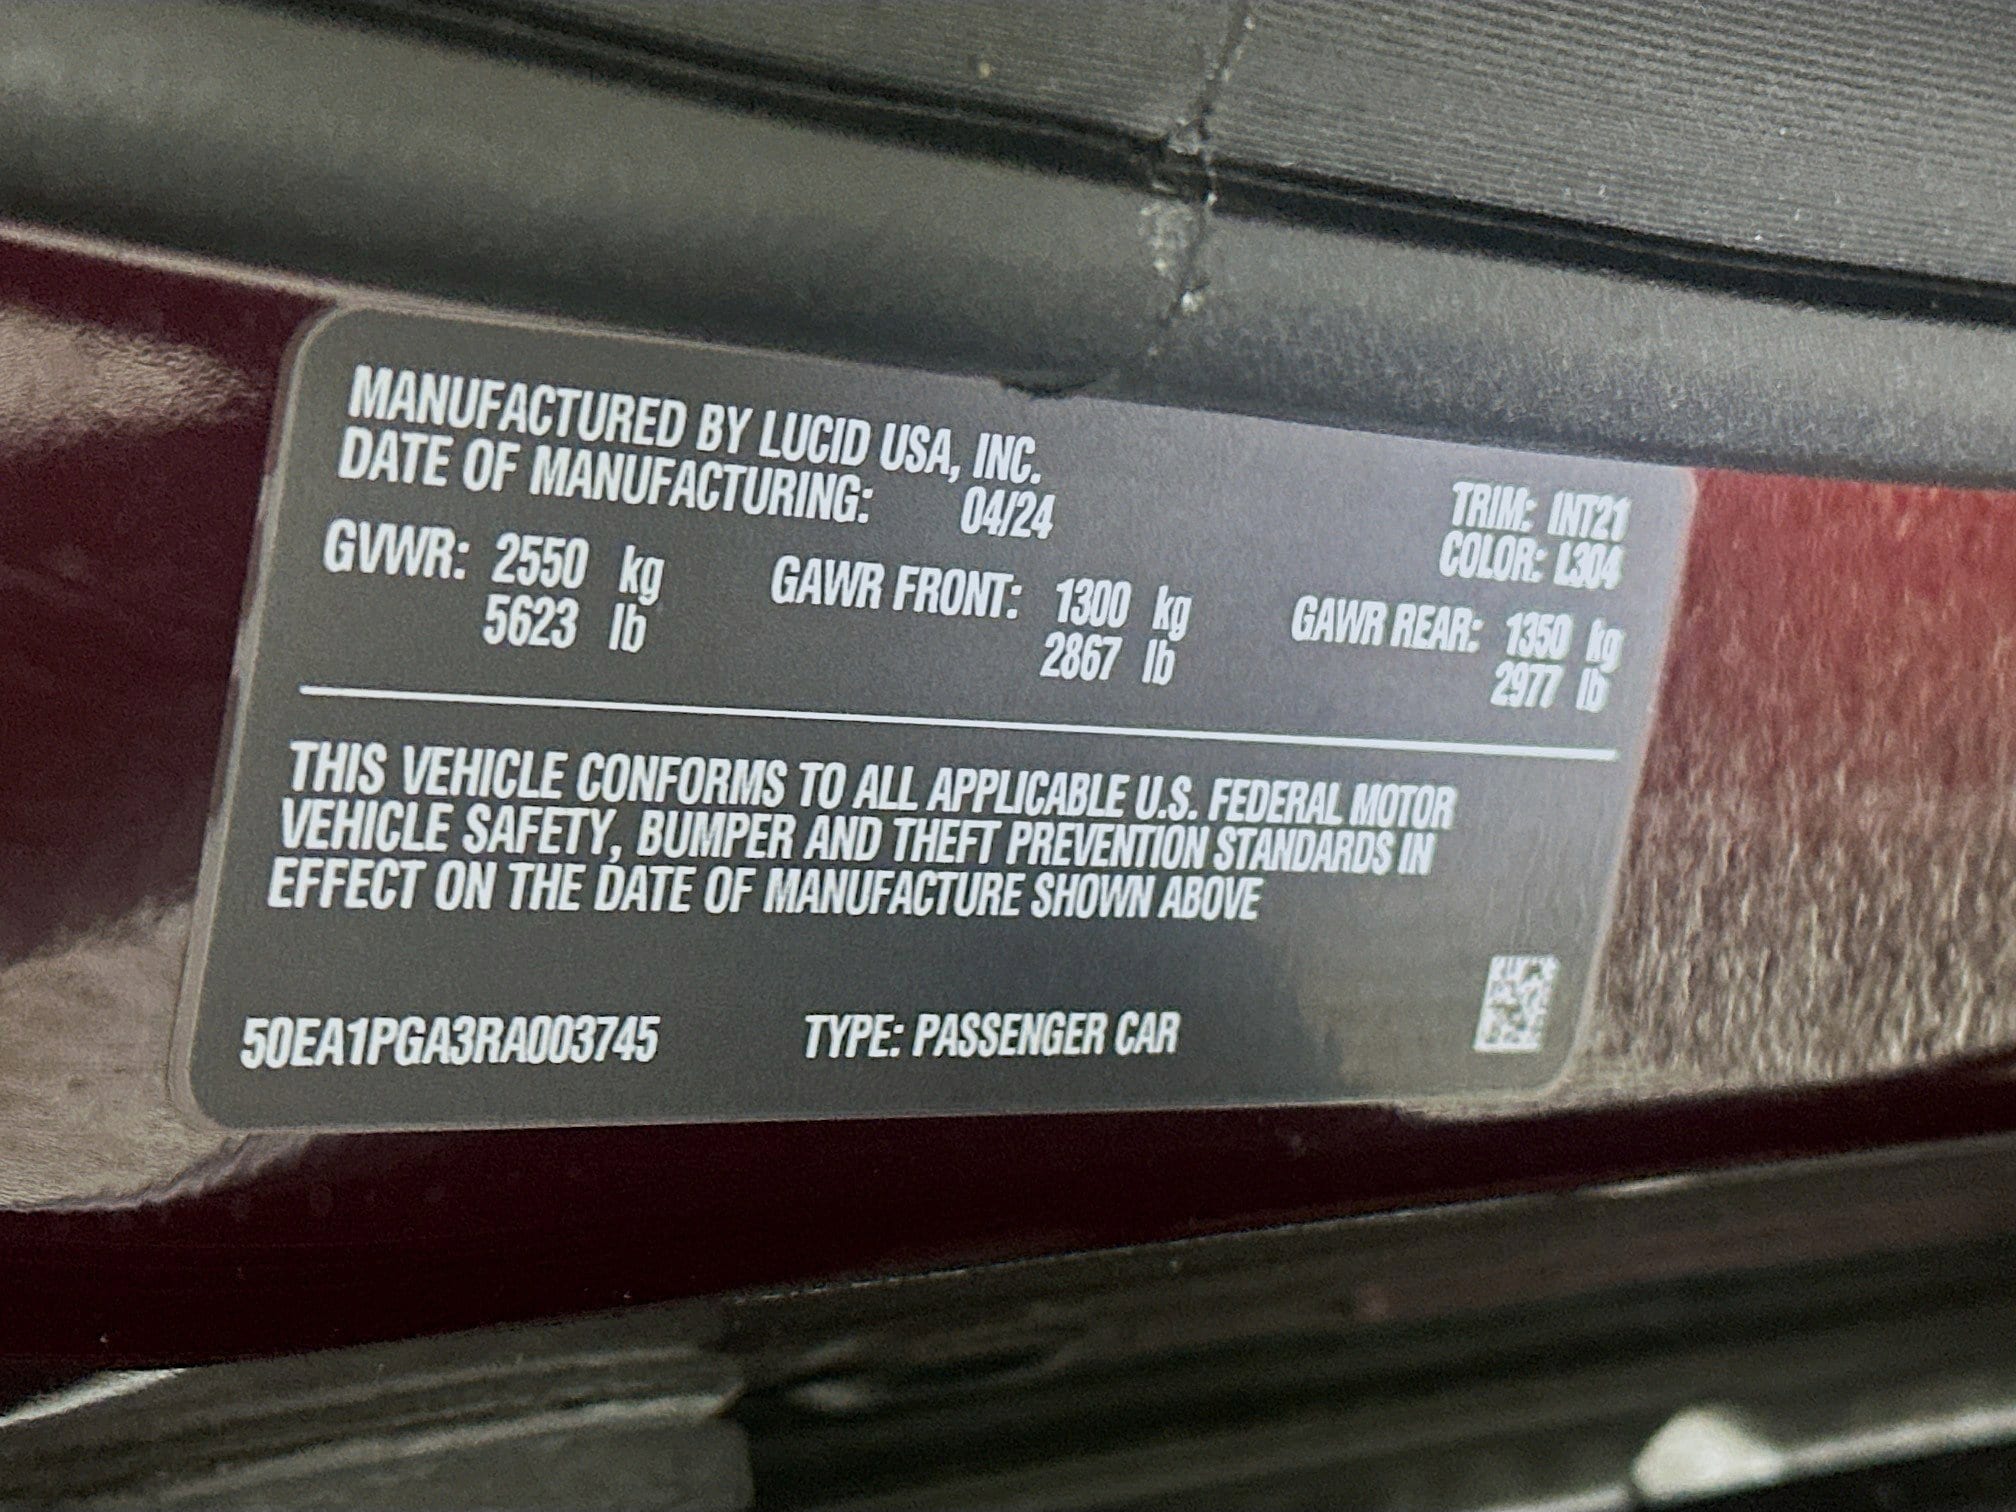 MANUFACTURED BY LUCID USA, INC.
DATE OF MANUFACTURING: 04/24
TRIM: INT21
COLOR: L304
GVWR: 2550 kg GAWR FRONT: 1300 kg GAWR REAR: 1350 kg
5623 lb 2867 lb 2977 lb
THIS VEHICLE CONFORMS TO ALL APPLICABLE U.S. FEDERAL MOTOR
VEHICLE SAFETY, BUMPER AND THEFT PREVENTION STANDARDS IN
EFFECT ON THE DATE OF MANUFACTURE SHOWN ABOVE
50EA1PGA3RA003745 TYPE: PASSENGER CAR